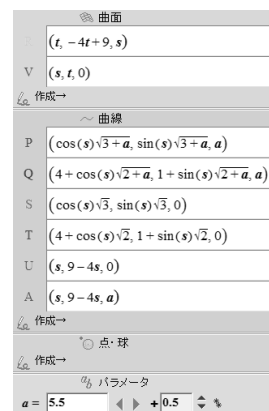 曲面
(t, −4t+9, s)
V (s, t, 0)
作成→
曲線
P (cos(s)√3+a, sin(s)√3+a, a)
Q (4+cos(s)√2+a, 1+sin(s)√2+a, a)
S (cos(s)√3, sin(s)√3, 0)
T (4+cos(s)√2, 1+sin(s)√2, 0)
U (s, 9−4s, 0)
A (s, 9−4s, a)
作成→
点・球
作成→
ab パラメータ
a = 5.5 + 0.5